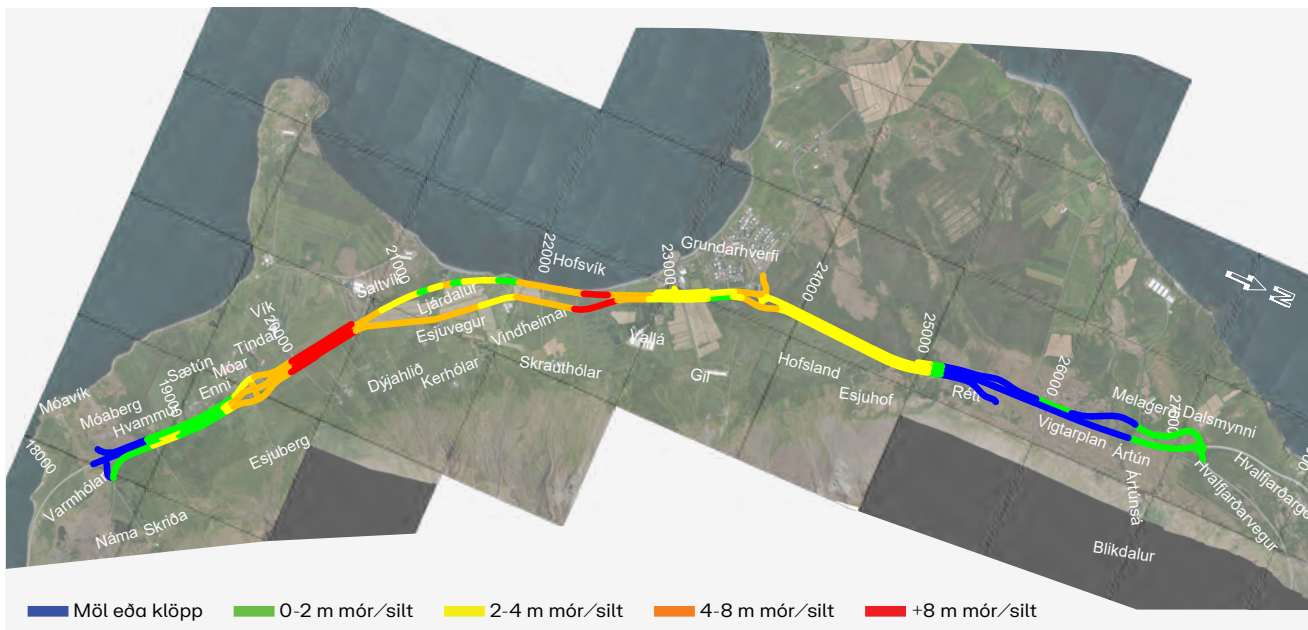 Grundarhverfi
Hofsvík
22000
23000
24000
Saltvík
21000
Ljárdalur
Esjuvegur
Vindheimar
Vallá
Vík
20000
Tindar
Móar
Sætún
Enni
19000
Hvammur
Móaberg
Móavík
18000
Varmhólar
Náma Skriða
Esjuberg
Dýjahlíð
Kerhólar
Skrauthólar
Gil
Hofsland
Esjuhof
25000
Rétt
26000
Vigtarplan
Melagerði
27000
Dalsmynni
Ártún
Ártúnsá
Hvalfjarðarvegur
Blikdalur
N
Möl eða klöpp
0-2 m mór/silt
2-4 m mór/silt
4-8 m mór/silt
+8 m mór/silt